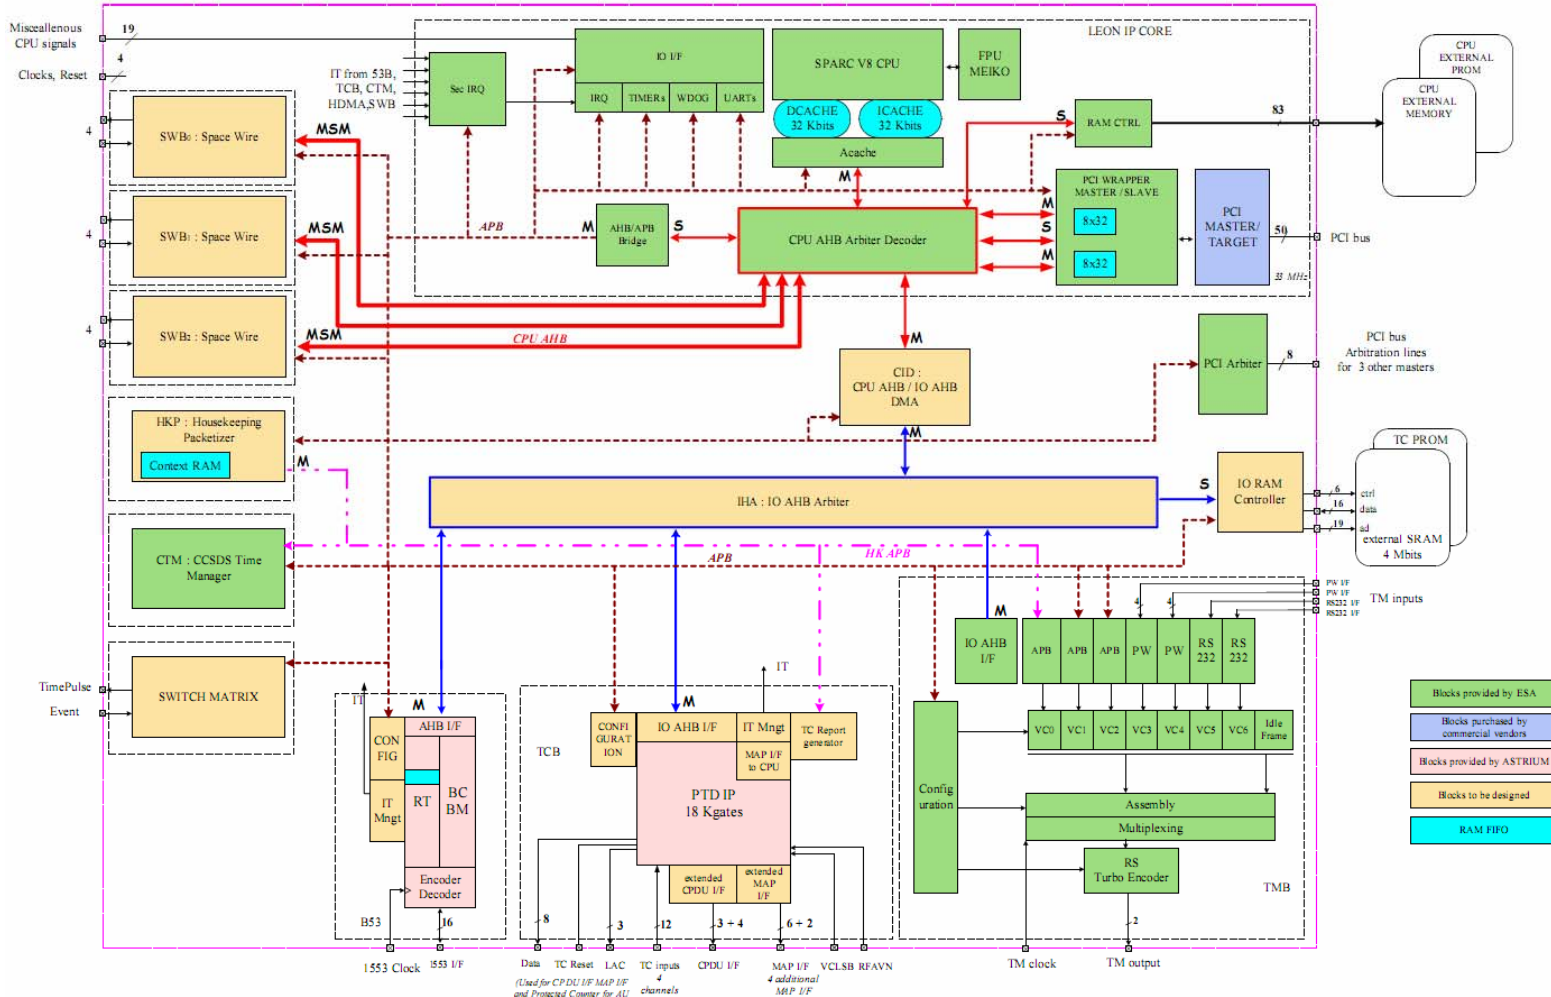 Misceallenous
CPU signals
19
Clocks, Reset
4
LEON IP CORE
IT from 53B,
TCB, CTM,
HDMA,SWB
Sec IRQ
IO I/F
IRQ
TIMERs
WDOG
UARTs
SPARC V8 CPU
FPU
MEIKO
DCACHE
32 Kbits
ICACHE
32 Kbits
Acache
M
S
RAM CTRL
83
CPU
EXTERNAL
PROM
CPU
EXTERNAL
MEMORY
PCI WRAPPER
MASTER / SLAVE
8x32
8x32
M
S
M
PCI
MASTER/
TARGET
50
PCI bus
33 MHz
4
SWB0 : Space Wire
MSM
4
SWB1 : Space Wire
MSM
4
SWB2 : Space Wire
MSM
APB
M
AHB/APB
Bridge
S
CPU AHB Arbiter Decoder
CPU AHB
M
CID :
CPU AHB / IO AHB
DMA
M
PCI Arbiter
8
PCI bus
Arbitration lines
for 3 other masters
HKP : Housekeeping
Packetizer
Context RAM
M
IHA : IO AHB Arbiter
S
IO RAM
Controller
6
16
19
TC PROM
ctrl
data
ad
external SRAM
4 Mbits
CTM : CCSDS Time
Manager
APB
HK APB
PW I/F
PW I/F
RS232 I/F
RS232 I/F
TM inputs
4
4
M
IO AHB
I/F
APB
APB
APB
PW
PW
RS
232
RS
232
TimePulse
Event
SWITCH MATRIX
IT
M
CON
FIG
AHB I/F
IT
Mngt
RT
BC
BM
Encoder
Decoder
B53
16
1553 Clock
1553 I/F
IT
M
TCB
CONFI
GURAT
ION
IO AHB I/F
IT Mngt
TC Report
generator
MAP I/F
to CPU
PTD IP
18 Kgates
extended
CPDU I/F
extended
MAP
I/F
8
3
12
3 + 4
6 + 2
Data
TC Reset
LAC
TC inputs
4
channels
CPDU I/F
MAP I/F
4 additional
MAP I/F
VCLSB
RFAVN
(Used for CPDU I/F MAP I/F
and Protected Counter for AU
Config
uration
VC0
VC1
VC2
VC3
VC4
VC5
VC6
Idle
Frame
Assembly
Multiplexing
RS
Turbo Encoder
TMB
2
TM clock
TM output
Blocks provided by ESA
Blocks purchased by
commercial vendors
Blocks provided by ASTRIUM
Blocks to be designed
RAM FIFO